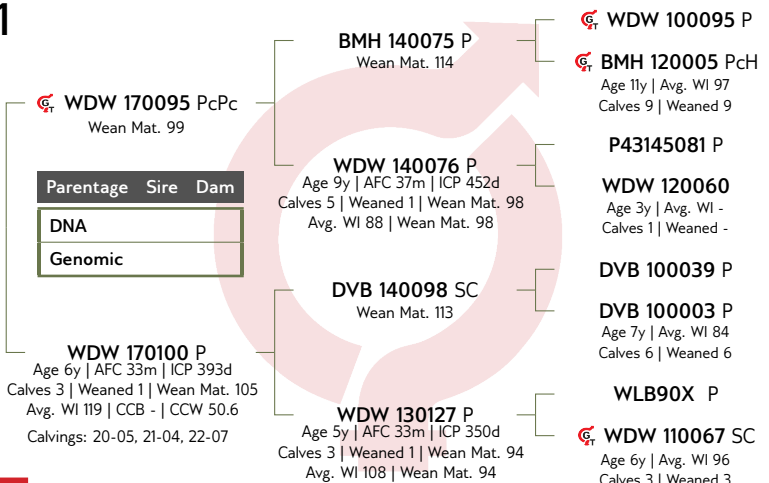 1
WDW 170095 PcPc
Wean Mat. 99
Parentage Sire Dam
DNA
Genomic
WDW 170100 P
Age 6y | AFC 33m | ICP 393d
Calves 3 | Weaned 1 | Wean Mat. 105
Avg. WI 119 | CCB - | CCW 50.6
Calvings: 20-05, 21-04, 22-07
BMH 140075 P
Wean Mat. 114
WDW 140076 P
Age 9y | AFC 37m | ICP 452d
Calves 5 | Weaned 1 | Wean Mat. 98
Avg. WI 88 | Wean Mat. 98
DVB 140098 SC
Wean Mat. 113
WDW 130127 P
Age 5y | AFC 33m | ICP 350d
Calves 3 | Weaned 1 | Wean Mat. 94
Avg. WI 108 | Wean Mat. 94
GT WDW 100095 P
GT BMH 120005 PcH
Age 11y | Avg. WI 97
Calves 9 | Weaned 9
P43145081 P
WDW 120060
Age 3y | Avg. WI -
Calves 1 | Weaned -
DVB 100039 P
DVB 100003 P
Age 7y | Avg. WI 84
Calves 6 | Weaned 6
WLB90X P
GT WDW 110067 SC
Age 6y | Avg. WI 96
Calves 3 | Weaned 3